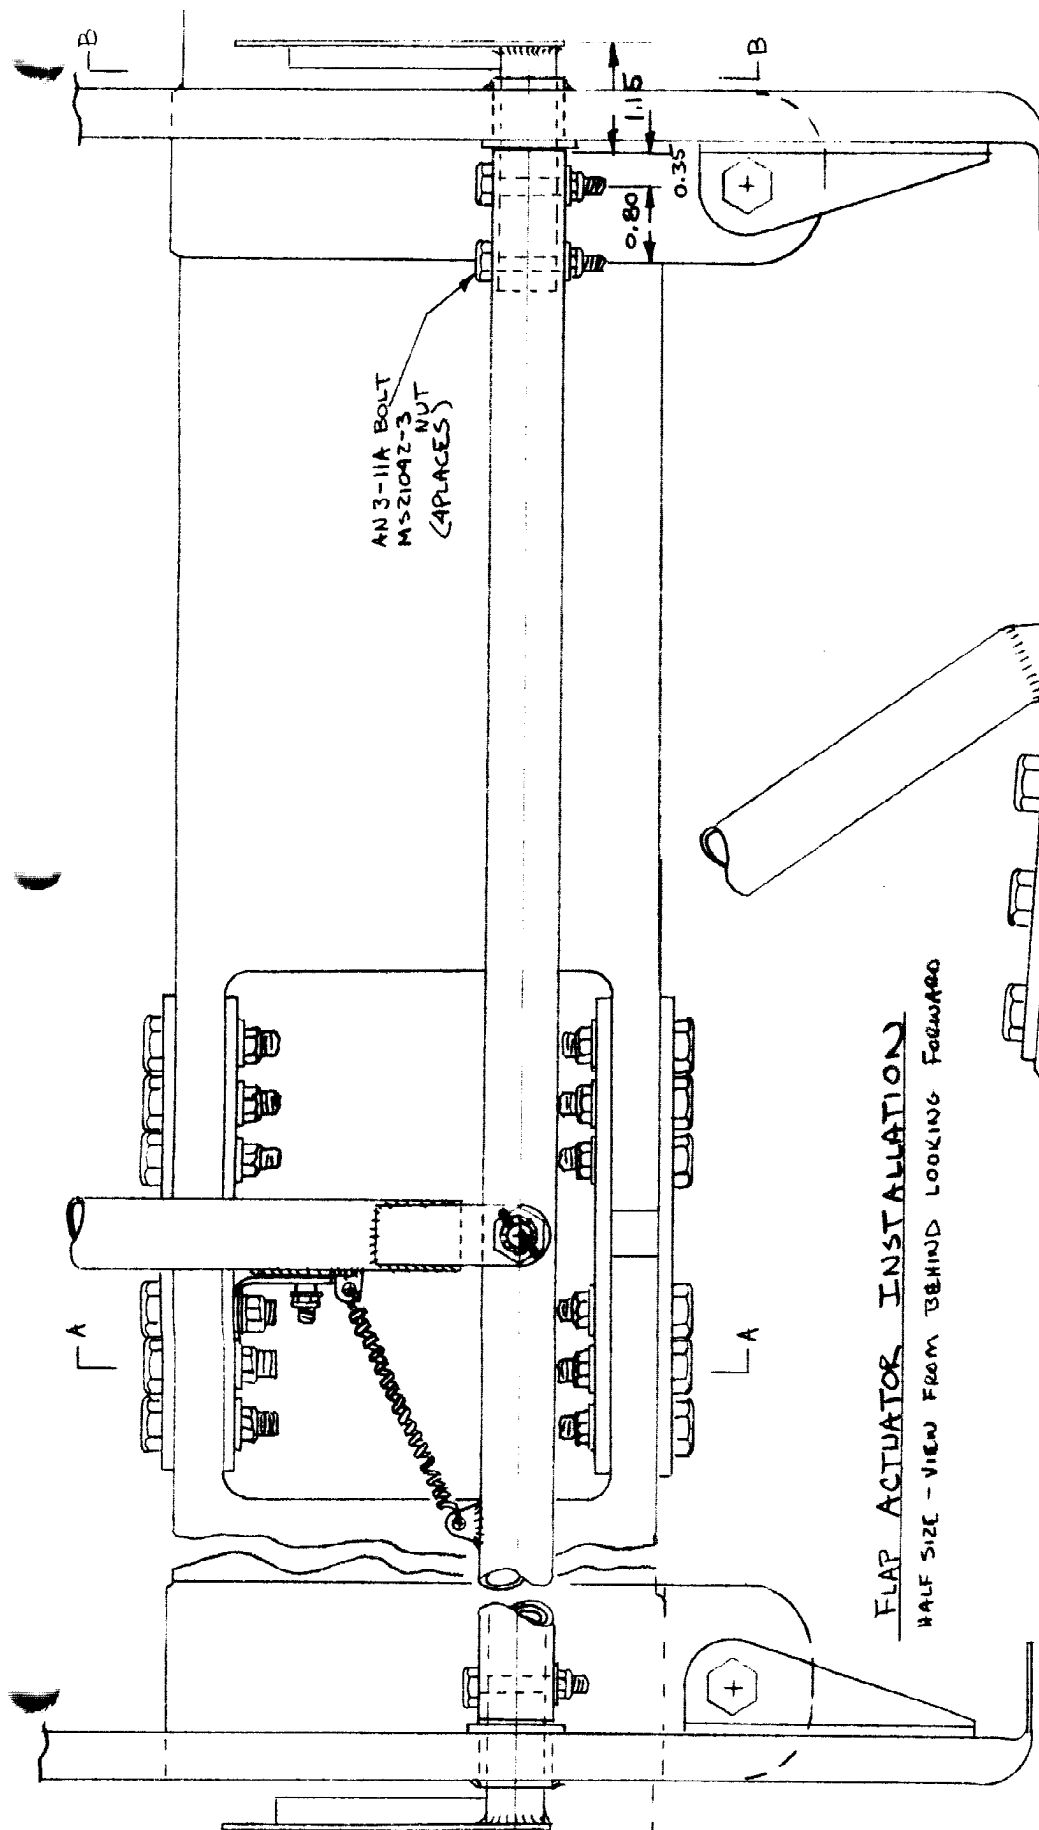 B
B
1.15
0.35
0.80
AN3-11A BOLT
MS21042-3
NUT
(4PLACES)
A
A
FLAP ACTUATOR INSTALLATION
HALF SIZE - VIEW FROM BEHIND LOOKING FORWARD